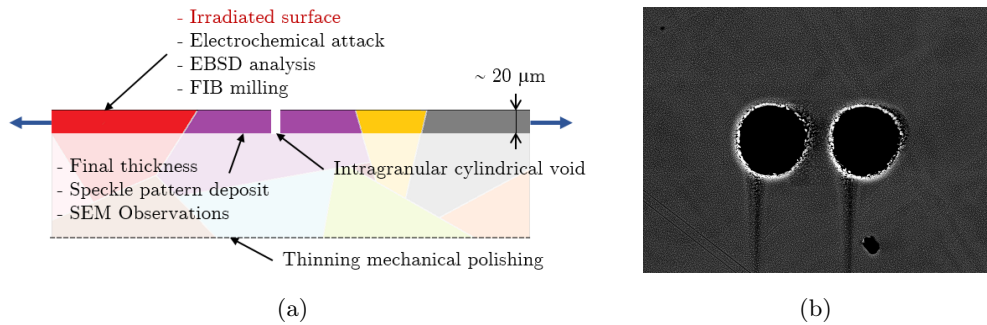 - Irradiated surface
- Electrochemical attack
- EBSD analysis
- FIB milling
~ 20 μm
- Final thickness
- Speckle pattern deposit
- SEM Observations
Intragranular cylindrical void
Thinning mechanical polishing
(a)
(b)